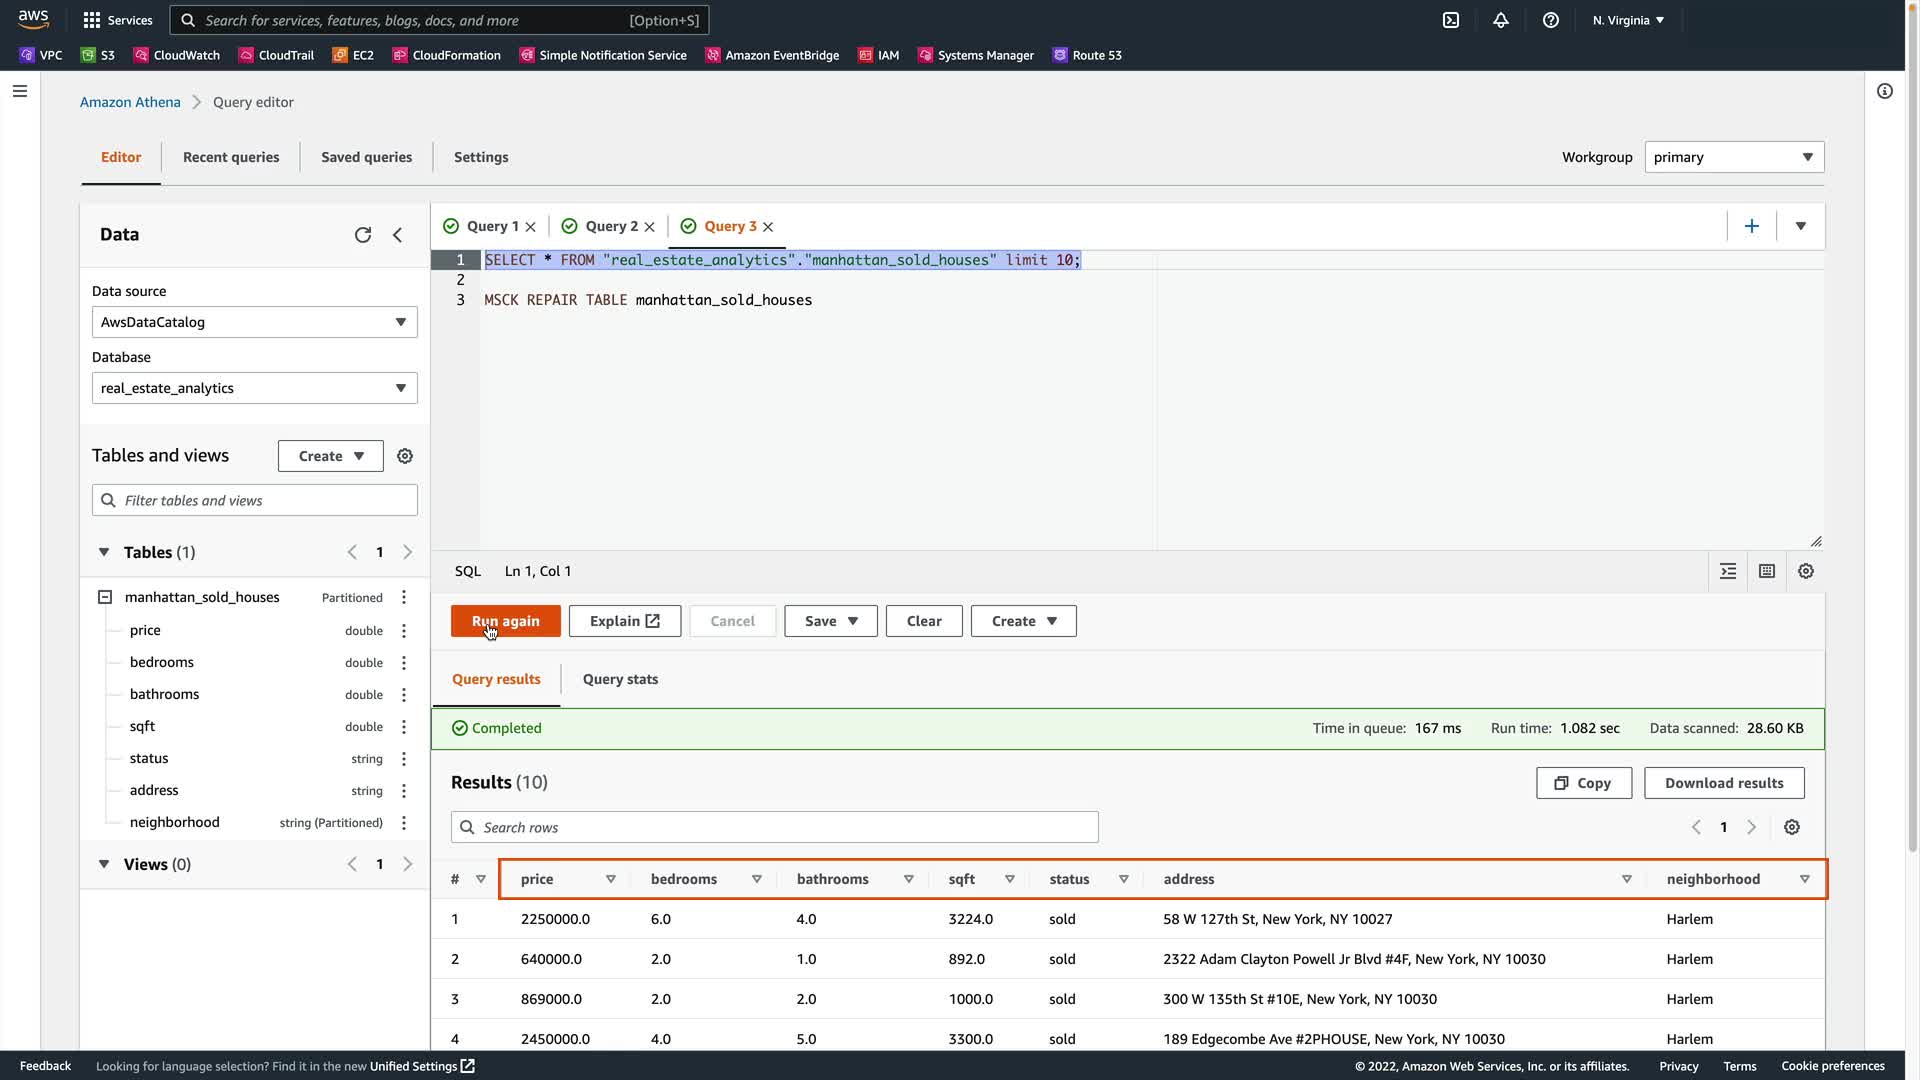 aws
Services
Search for services, features, blogs, docs, and more
[Option+S]
N. Virginia
VPC
S3
CloudWatch
CloudTrail
EC2
CloudFormation
Simple Notification Service
Amazon EventBridge
IAM
Systems Manager
Route 53
Amazon Athena
Query editor
Editor
Recent queries
Saved queries
Settings
Workgroup
primary
Data
Data source
AwsDataCatalog
Database
real_estate_analytics
Tables and views
Create
Filter tables and views
Tables (1)
1
manhattan_sold_houses Partitioned
price double
bedrooms double
bathrooms double
sqft double
status string
address string
neighborhood string (Partitioned)
Views (0)
1
Query 1
Query 2
Query 3
1 SELECT * FROM "real_estate_analytics"."manhattan_sold_houses" limit 10;
2
3 MSCK REPAIR TABLE manhattan_sold_houses
SQL Ln 1, Col 1
Run again
Explain
Cancel
Save
Clear
Create
Query results
Query stats
Completed
Time in queue: 167 ms
Run time: 1.082 sec
Data scanned: 28.60 KB
Results (10)
Copy
Download results
Search rows
1
# price bedrooms bathrooms sqft status address neighborhood
1 2250000.0 6.0 4.0 3224.0 sold 58 W 127th St, New York, NY 10027 Harlem
2 640000.0 2.0 1.0 892.0 sold 2322 Adam Clayton Powell Jr Blvd #4F, New York, NY 10030 Harlem
3 869000.0 2.0 2.0 1000.0 sold 300 W 135th St #10E, New York, NY 10030 Harlem
4 2450000.0 4.0 5.0 3300.0 sold 189 Edgecombe Ave #2PHOUSE, New York, NY 10030 Harlem
Feedback
Looking for language selection? Find it in the new Unified Settings
© 2022, Amazon Web Services, Inc. or its affiliates.
Privacy
Terms
Cookie preferences